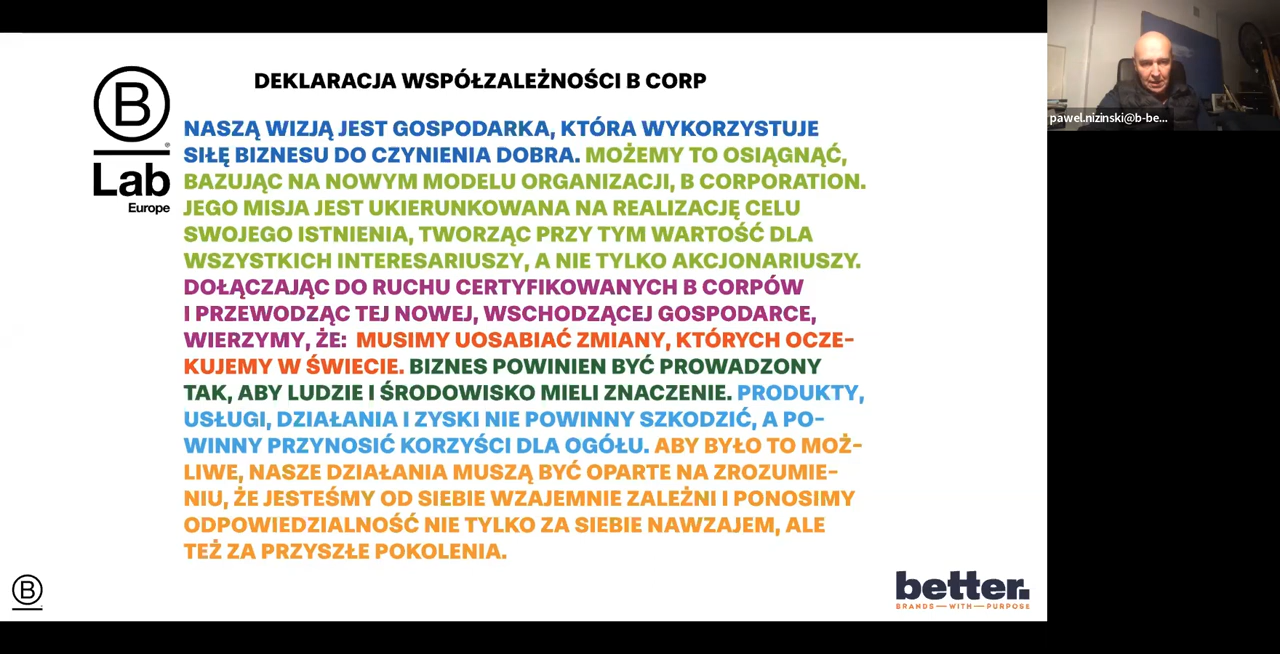 DEKLARACJA WSPÓŁZALEŻNOŚCI B CORP
B
Lab
Europe
NASZĄ WIZJĄ JEST GOSPODARKA, KTÓRA WYKORZYSTUJE
SIŁĘ BIZNESU DO CZYNIENIA DOBRA. MOŻEMY TO OSIĄGNĄĆ,
BAZUJĄC NA NOWYM MODELU ORGANIZACJI, B CORPORATION.
JEGO MISJA JEST UKIERUNKOWANA NA REALIZACJĘ CELU
SWOJEGO ISTNIENIA, TWORZĄC PRZY TYM WARTOŚĆ DLA
WSZYSTKICH INTERESARIUSZY, A NIE TYLKO AKCJONARIUSZY.
DOŁĄCZAJĄC DO RUCHU CERTYFIKOWANYCH B CORPÓW
I PRZEWODZĄC TEJ NOWEJ, WSCHODZĄCEJ GOSPODARCE,
WIERZYMY, ŻE: MUSIMY UOSABIAĆ ZMIANY, KTÓRYCH OCZE-
KUJEMY W ŚWIECIE. BIZNES POWINIEN BYĆ PROWADZONY
TAK, ABY LUDZIE I ŚRODOWISKO MIELI ZNACZENIE. PRODUKTY,
USŁUGI, DZIAŁANIA I ZYSKI NIE POWINNY SZKODZIĆ, A PO-
WINNY PRZYNOSIĆ KORZYŚCI DLA OGÓŁU. ABY BYŁO TO MOŻ-
LIWE, NASZE DZIAŁANIA MUSZĄ BYĆ OPARTE NA ZROZUMIE-
NIU, ŻE JESTEŚMY OD SIEBIE WZAJEMNIE ZALEŻNI I PONOSIMY
ODPOWIEDZIALNOŚĆ NIE TYLKO ZA SIEBIE NAWZAJEM, ALE
TEŻ ZA PRZYSZŁE POKOLENIA.
B
better.
BRANDS — WITH — PURPOSE
pawel.nizinski@b-be...